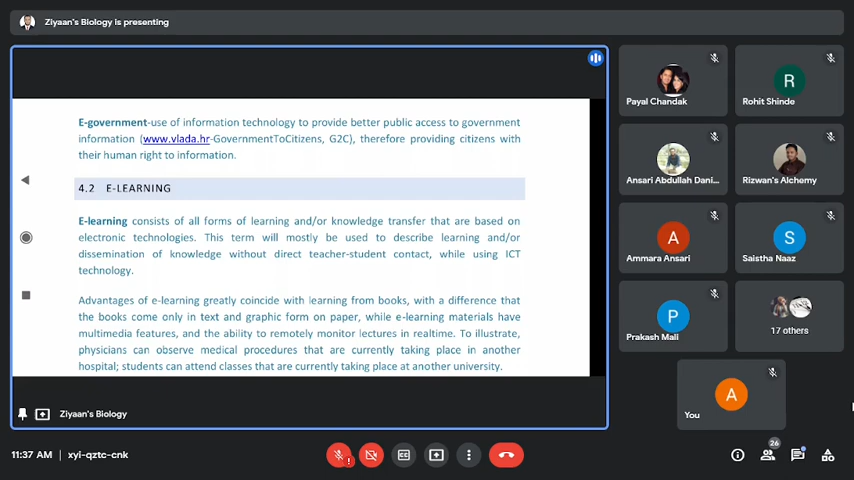 Ziyaan's Biology is presenting
E-government-use of information technology to provide better public access to government
information (www.vlada.hr-GovernmentToCitizens, G2C), therefore providing citizens with
their human right to information.
4.2 E-LEARNING
E-learning consists of all forms of learning and/or knowledge transfer that are based on
electronic technologies. This term will mostly be used to describe learning and/or
dissemination of knowledge without direct teacher-student contact, while using ICT
technology.
Advantages of e-learning greatly coincide with learning from books, with a difference that
the books come only in text and graphic form on paper, while e-learning materials have
multimedia features, and the ability to remotely monitor lectures in realtime. To illustrate,
physicians can observe medical procedures that are currently taking place in another
hospital; students can attend classes that are currently taking place at another university.
Ziyaan's Biology
Payal Chandak
R
Rohit Shinde
Ansari Abdullah Dani...
Rizwan's Alchemy
A
Ammara Ansari
S
Saistha Naaz
P
Prakash Mali
17 others
A
You
11:37 AM | xyi-qztc-cnk
26